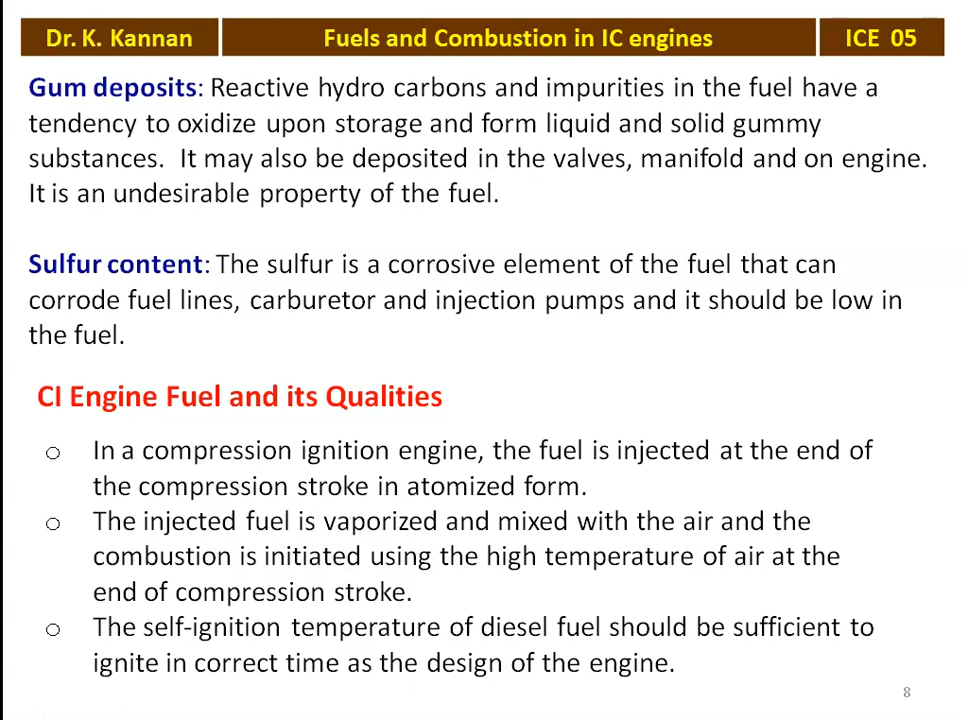 Dr. K. Kannan
Fuels and Combustion in IC engines
ICE 05
Gum deposits: Reactive hydro carbons and impurities in the fuel have a
tendency to oxidize upon storage and form liquid and solid gummy
substances. It may also be deposited in the valves, manifold and on engine.
It is an undesirable property of the fuel.
Sulfur content: The sulfur is a corrosive element of the fuel that can
corrode fuel lines, carburetor and injection pumps and it should be low in
the fuel.
CI Engine Fuel and its Qualities
o In a compression ignition engine, the fuel is injected at the end of
the compression stroke in atomized form.
o The injected fuel is vaporized and mixed with the air and the
combustion is initiated using the high temperature of air at the
end of compression stroke.
o The self-ignition temperature of diesel fuel should be sufficient to
ignite in correct time as the design of the engine.
8